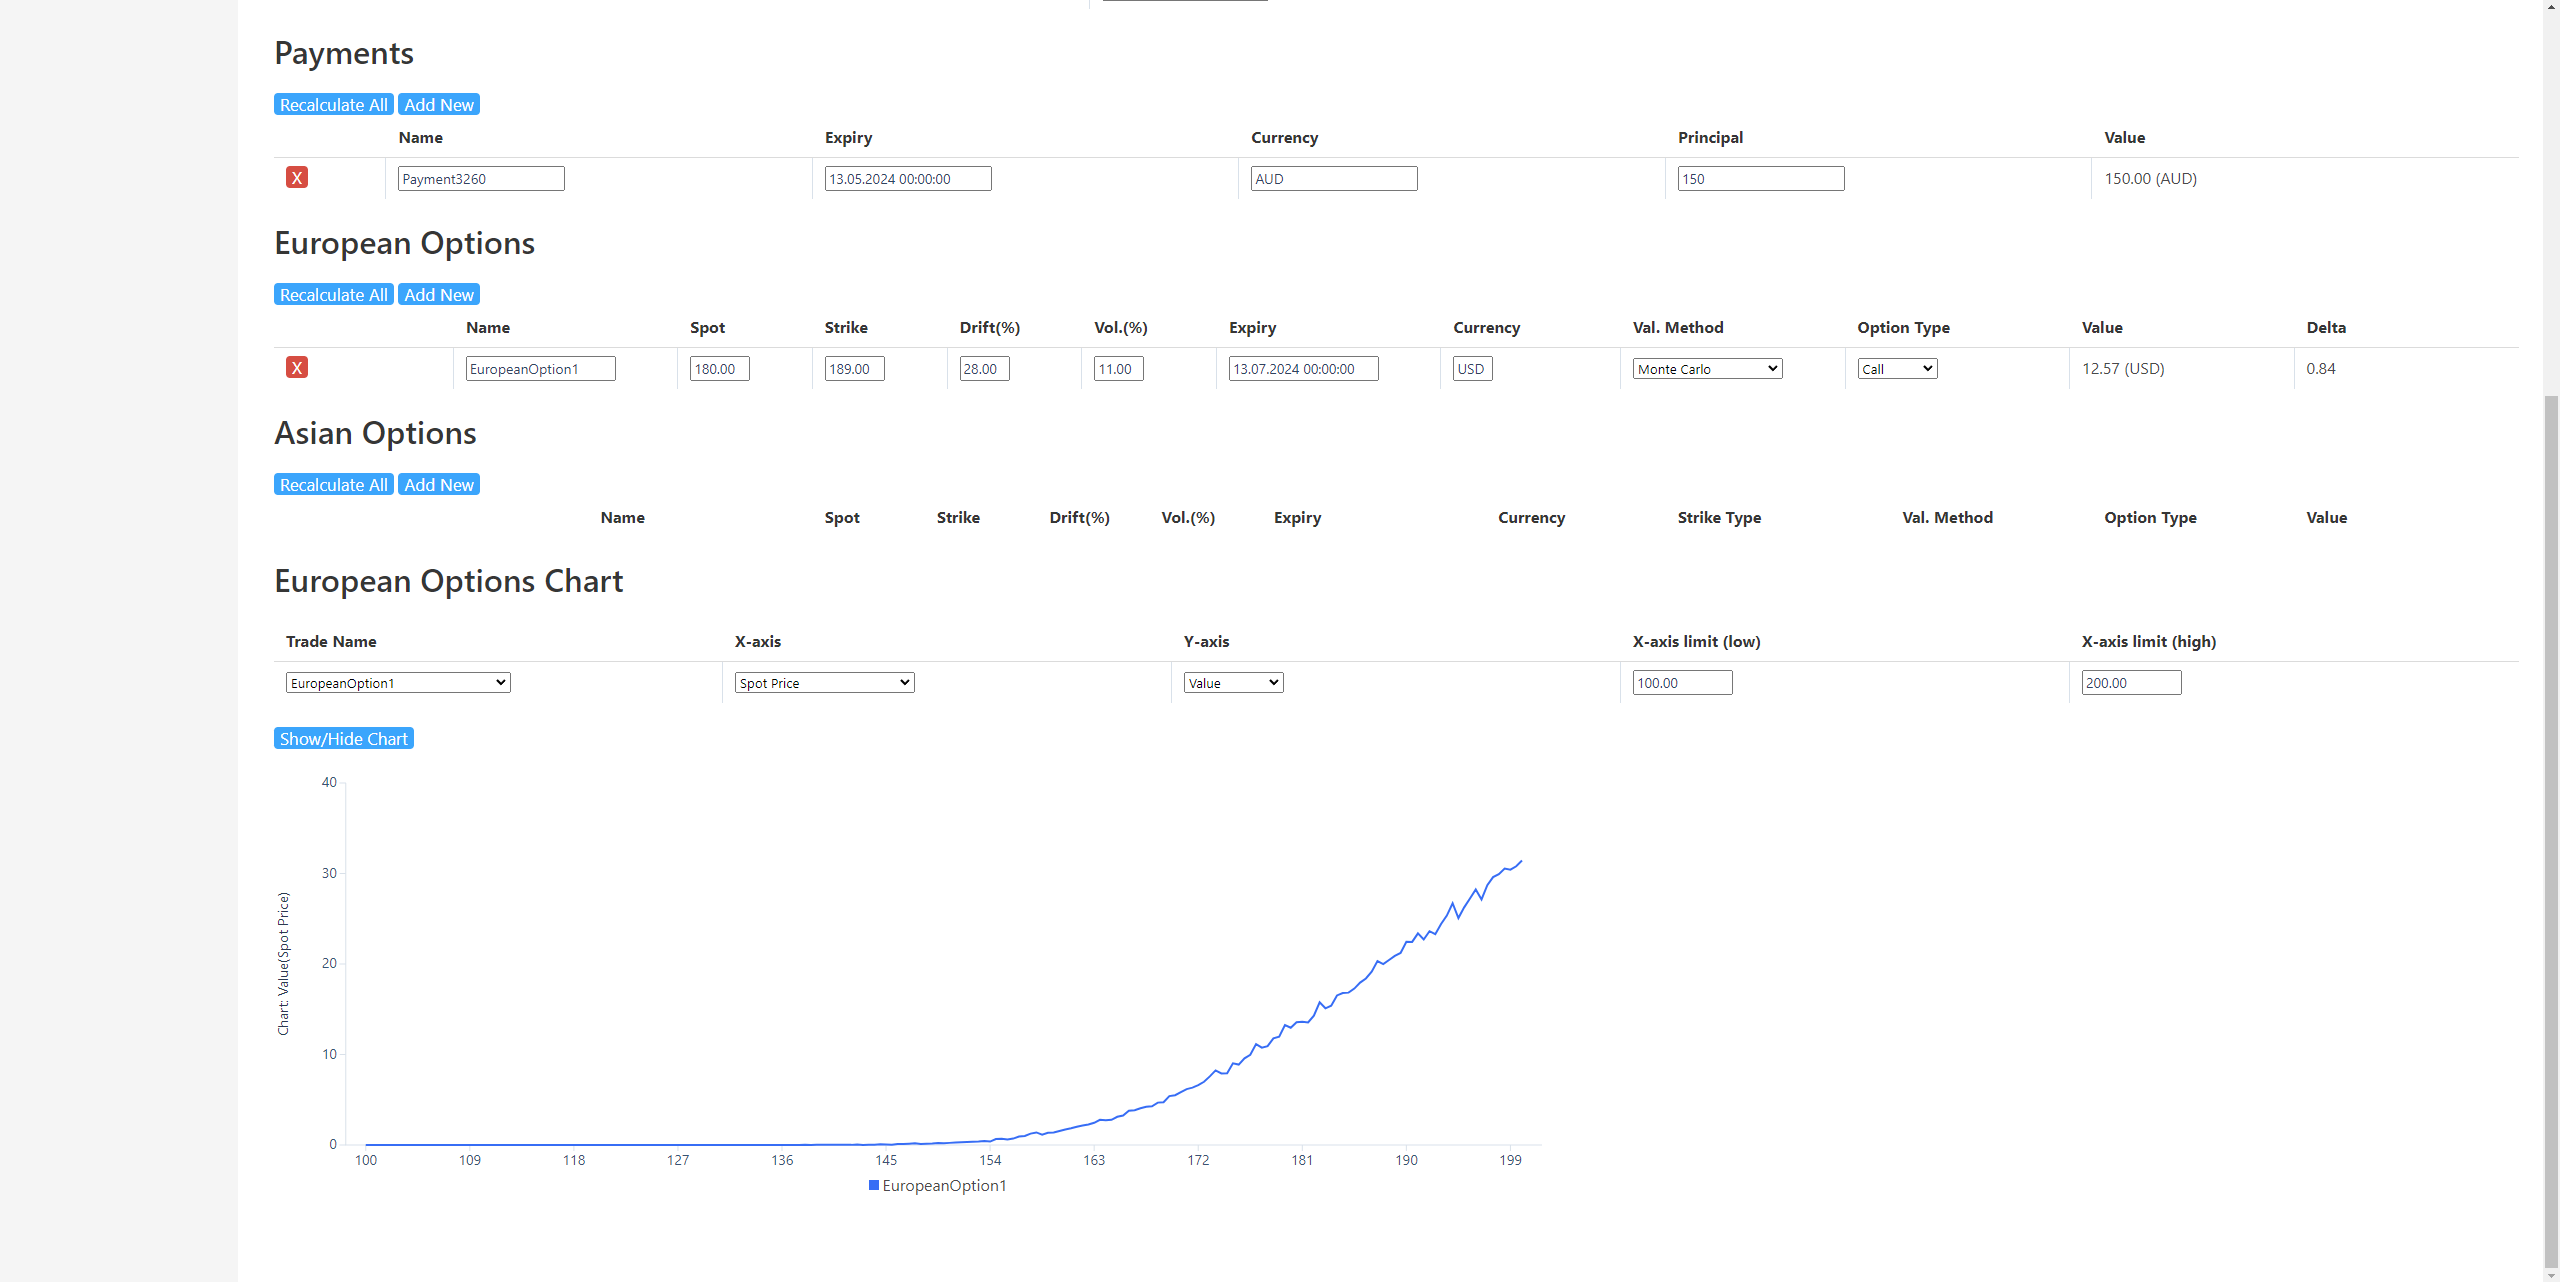 Payments
Recalculate All Add New
Name Expiry Currency Principal Value
X Payment3260 13.05.2024 00:00:00 AUD 150 150.00 (AUD)
European Options
Recalculate All Add New
Name Spot Strike Drift(%) Vol.(%) Expiry Currency Val. Method Option Type Value Delta
X EuropeanOption1 180.00 189.00 28.00 11.00 13.07.2024 00:00:00 USD Monte Carlo Call 12.57 (USD) 0.84
Asian Options
Recalculate All Add New
Name Spot Strike Drift(%) Vol.(%) Expiry Currency Strike Type Val. Method Option Type Value
European Options Chart
Trade Name X-axis Y-axis X-axis limit (low) X-axis limit (high)
EuropeanOption1 Spot Price Value 100.00 200.00
Show/Hide Chart
Chart: Value(Spot Price)
40
30
20
10
0
100 109 118 127 136 145 154 163 172 181 190 199
EuropeanOption1